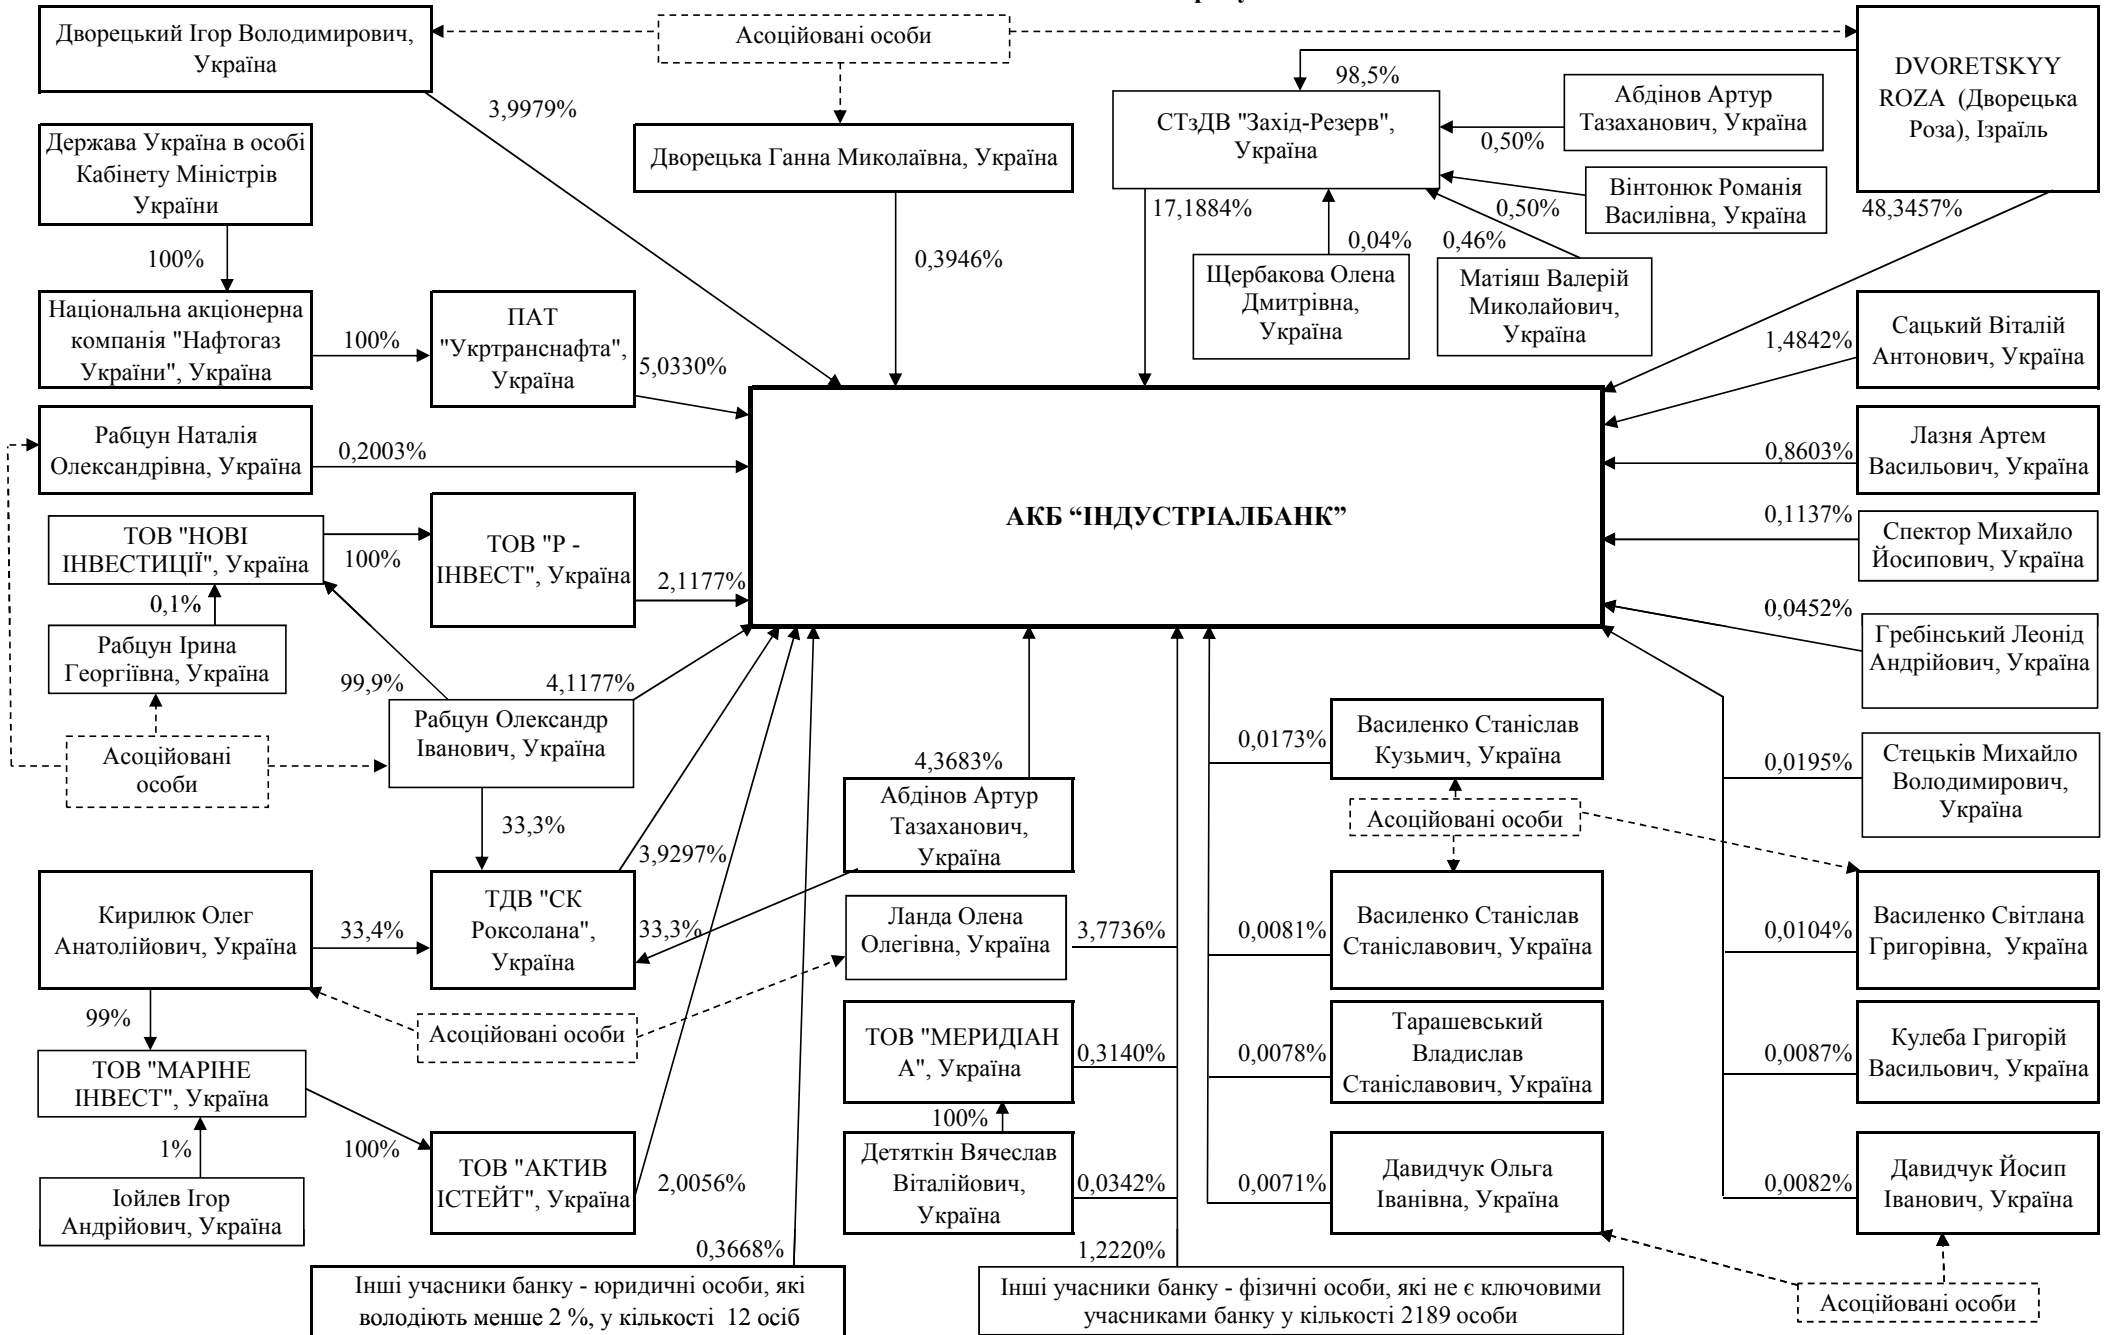 Дворецький Ігор Володимирович,
Україна
Асоційовані особи
DVORETSKYY
ROZA (Дворецька
Роза), Ізраїль
98,5%
Абдінов Артур
Тазаханович, Україна
0,50%
СТзДВ "Захід-Резерв",
Україна
3,9979%
Держава Україна в особі
Кабінету Міністрів
України
Дворецька Ганна Миколаївна, Україна
Вінтонюк Романія
Василівна, Україна
0,50%
17,1884%
48,3457%
0,04%
0,46%
100%
0,3946%
Щербакова Олена
Дмитрівна,
Україна
Матіяш Валерій
Миколайович,
Україна
Національна акціонерна
компанія "Нафтогаз
України", Україна
100%
ПАТ
"Укртранснафта",
Україна
5,0330%
1,4842%
Сацький Віталій
Антонович, Україна
Рабцун Наталія
Олександрівна, Україна
0,2003%
0,8603%
Лазня Артем
Васильович, Україна
АКБ “ІНДУСТРІАЛБАНК”
ТОВ "НОВІ
ІНВЕСТИЦІЇ", Україна
100%
ТОВ "Р -
ІНВЕСТ", Україна
2,1177%
0,1137%
Спектор Михайло
Йосипович, Україна
0,1%
0,0452%
Гребінський Леонід
Андрійович, Україна
Рабцун Ірина
Георгіївна, Україна
99,9%
4,1177%
Рабцун Олександр
Іванович, Україна
Асоційовані
особи
0,0173%
Василенко Станіслав
Кузьмич, Україна
0,0195%
Стецьків Михайло
Володимирович,
Україна
4,3683%
Абдінов Артур
Тазаханович,
Україна
Асоційовані особи
33,3%
3,9297%
Кирилюк Олег
Анатолійович, Україна
33,4%
ТДВ "СК
Роксолана",
Україна
33,3%
Ланда Олена
Олегівна, Україна
3,7736%
0,0081%
Василенко Станіслав
Станіславович, Україна
0,0104%
Василенко Світлана
Григорівна, Україна
99%
Асоційовані особи
ТОВ "МЕРИДІАН
А", Україна
0,3140%
0,0078%
Тарашевський
Владислав
Станіславович, Україна
0,0087%
Кулеба Григорій
Васильович, Україна
ТОВ "МАРІНЕ
ІНВЕСТ", Україна
100%
1%
100%
ТОВ "АКТИВ
ІСТЕЙТ", Україна
2,0056%
Детяткін Вячеслав
Віталійович,
Україна
0,0342%
0,0071%
Давидчук Ольга
Іванівна, Україна
0,0082%
Давидчук Йосип
Іванович, Україна
Іойлев Ігор
Андрійович, Україна
0,3668%
1,2220%
Інші учасники банку - юридичні особи, які
володіють менше 2 %, у кількості 12 осіб
Інші учасники банку - фізичні особи, які не є ключовими
учасниками банку у кількості 2189 особи
Асоційовані особи